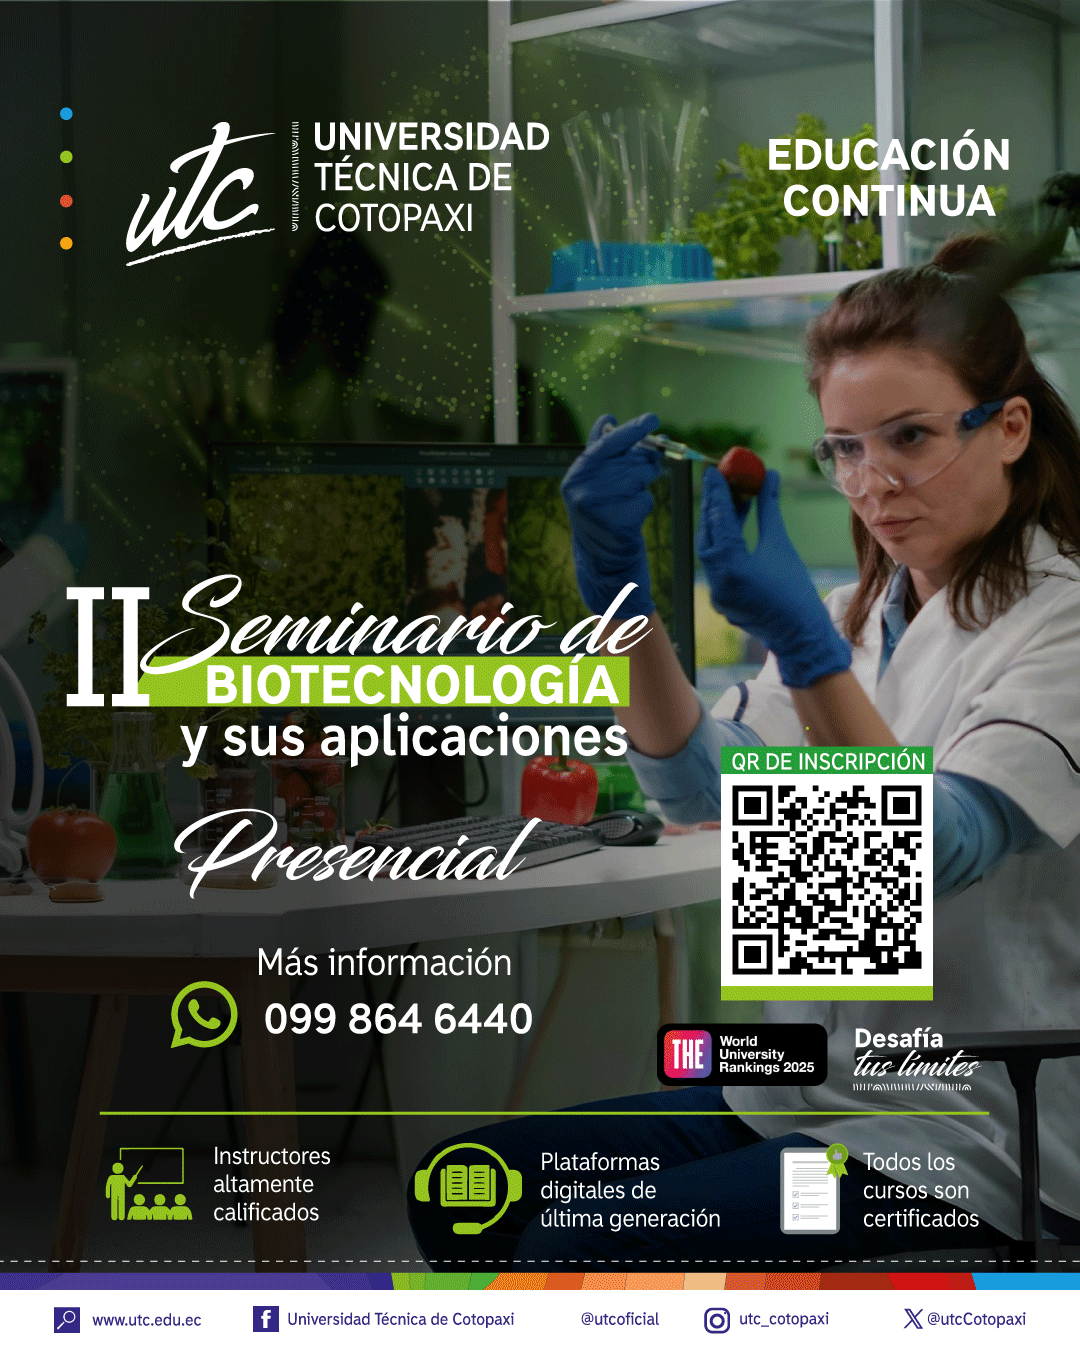 utc
UNIVERSIDAD
TÉCNICA DE
COTOPAXI
EDUCACIÓN
CONTINUA
II Seminario de
BIOTECNOLOGÍA
y sus aplicaciones
Presencial
Más información
099 864 6440
QR DE INSCRIPCIÓN
THE World
University
Rankings 2025
Desafía
tus límites
Instructores
altamente
calificados
Plataformas
digitales de
última generación
Todos los
cursos son
certificados
www.utc.edu.ec
Universidad Técnica de Cotopaxi
@utcoficial
utc_cotopaxi
@utcCotopaxi